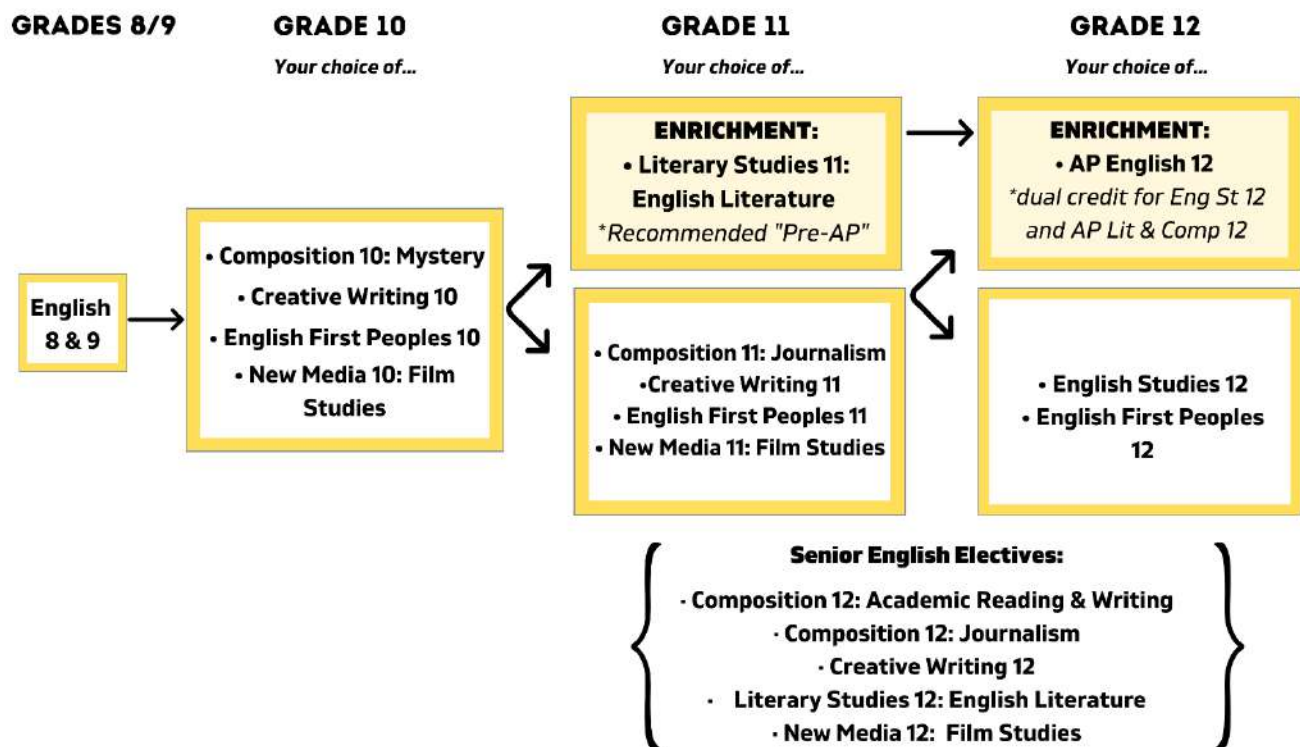 GRADES 8/9
GRADE 10
GRADE 11
GRADE 12
Your choice of...
Your choice of...
Your choice of...
English
8 & 9
• Composition 10: Mystery
• Creative Writing 10
• English First Peoples 10
• New Media 10: Film
Studies
ENRICHMENT:
• Literary Studies 11:
English Literature
*Recommended "Pre-AP"
• Composition 11: Journalism
•Creative Writing 11
• English First Peoples 11
• New Media 11: Film Studies
ENRICHMENT:
• AP English 12
*dual credit for Eng St 12
and AP Lit & Comp 12
• English Studies 12
• English First Peoples
12
Senior English Electives:
· Composition 12: Academic Reading & Writing
· Composition 12: Journalism
· Creative Writing 12
· Literary Studies 12: English Literature
· New Media 12: Film Studies